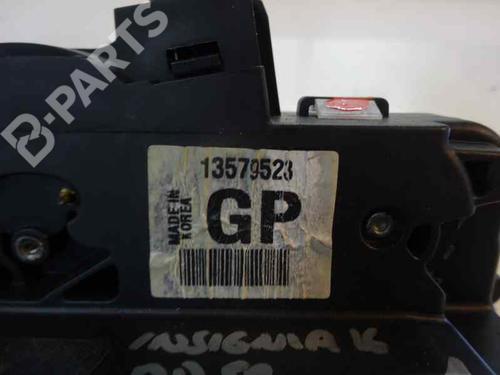 B-PARTS
13579523
MADE IN
KOREA
GP
INSIGNIA